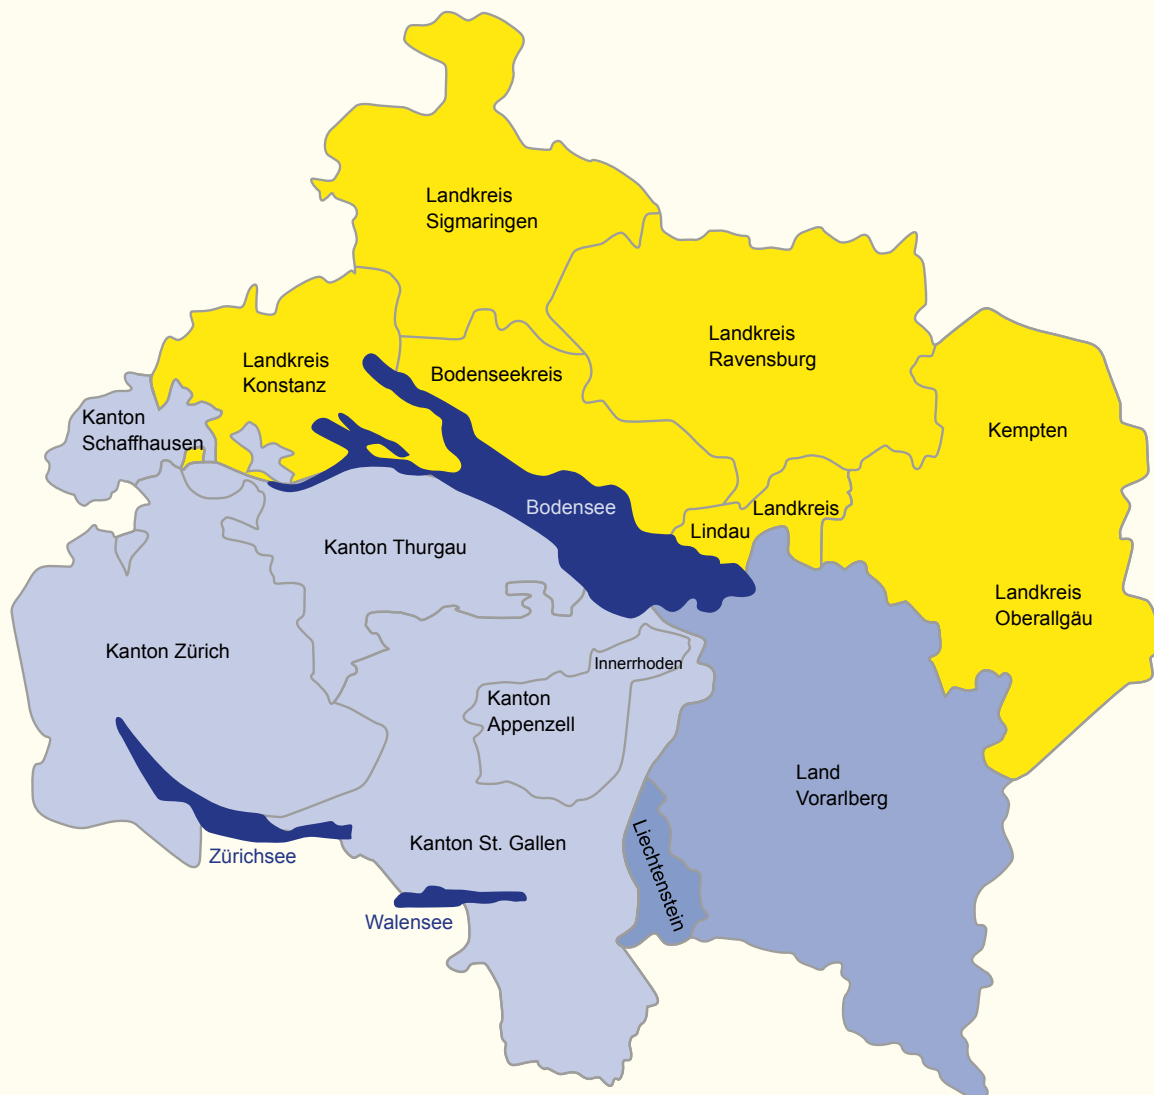 Landkreis
Sigmaringen
Landkreis
Ravensburg
Landkreis
Konstanz
Bodenseekreis
Kanton
Schaffhausen
Kempten
Bodensee
Landkreis
Lindau
Kanton Thurgau
Landkreis
Oberallgäu
Kanton Zürich
Innerrhoden
Kanton
Appenzell
Land
Vorarlberg
Kanton St. Gallen
Liechtenstein
Zürichsee
Walensee